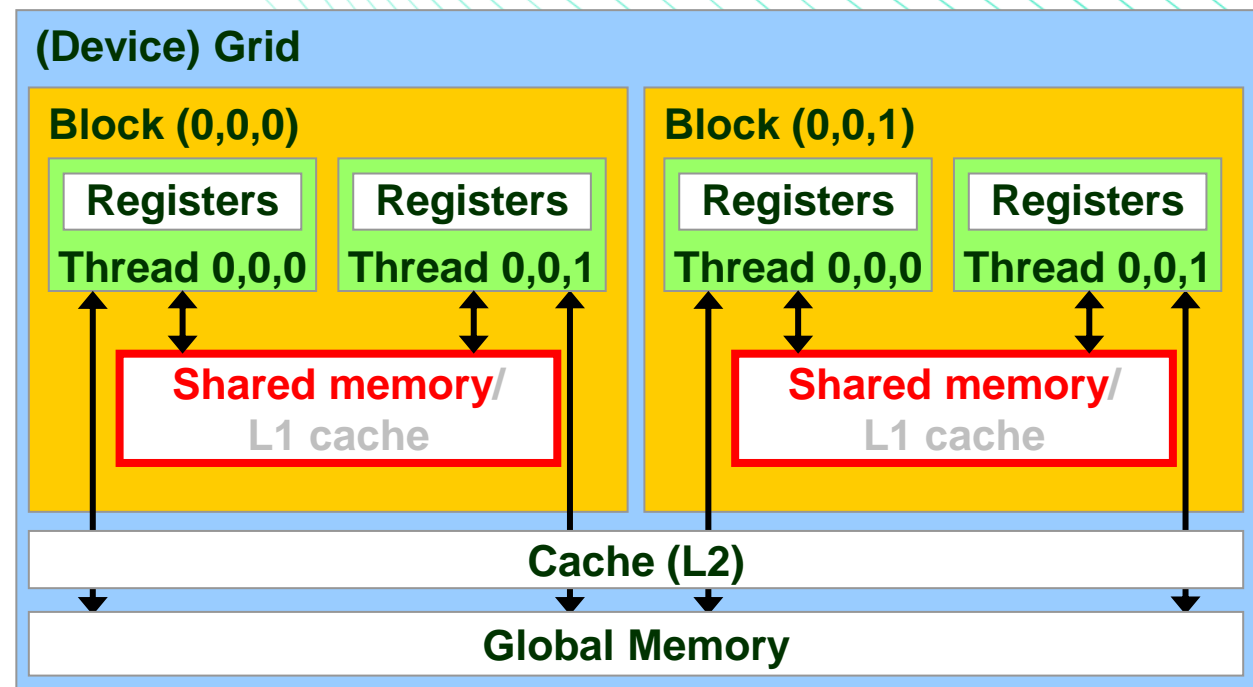 (Device) Grid
Block (0,0,0)
Registers
Thread 0,0,0
Registers
Thread 0,0,1
Shared memory/
L1 cache
Block (0,0,1)
Registers
Thread 0,0,0
Registers
Thread 0,0,1
Shared memory/
L1 cache
Cache (L2)
Global Memory